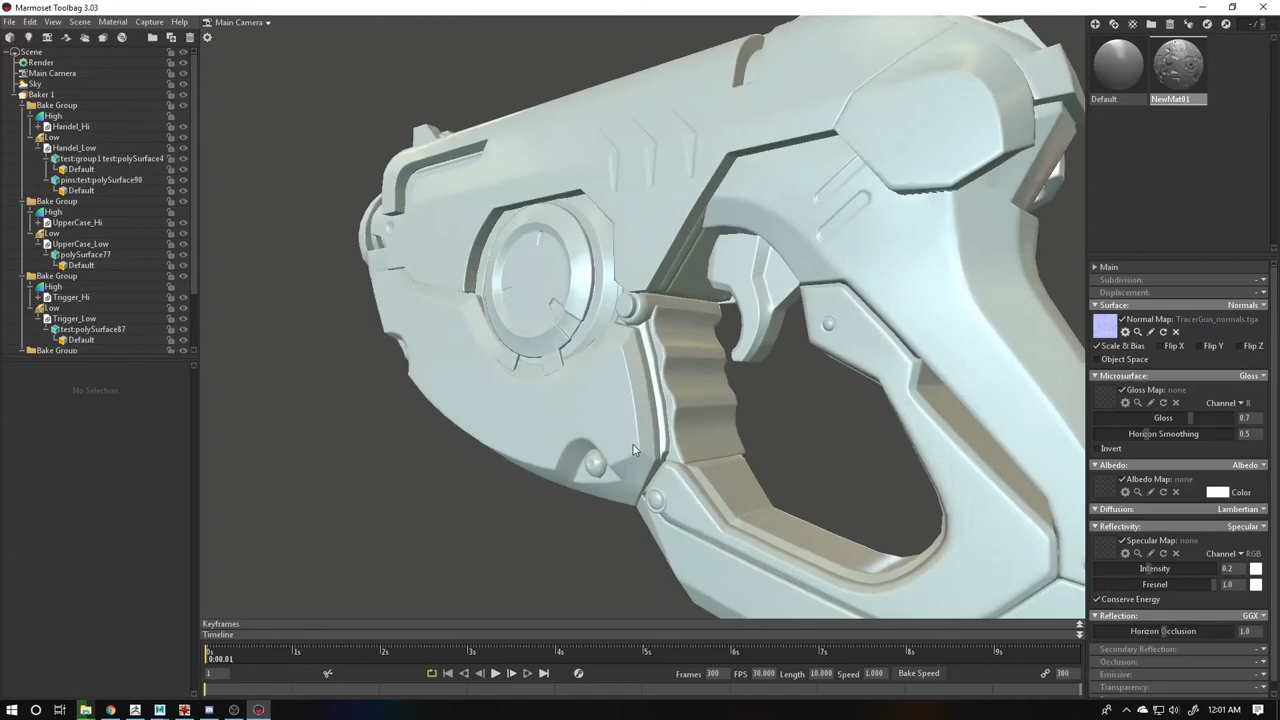 Marmoset Toolbag 3.03
File Edit View Scene Material Capture Help
Main Camera
Scene
Render
Main Camera
Sky
Baker 1
Bake Group
High
Handel_Hi
Low
Handel_Low
test:group1 test:polySurface4
Default
pins:test:polySurface90
Default
Bake Group
High
UpperCase_Hi
Low
UpperCase_Low
polySurface77
Default
Bake Group
High
Trigger_Hi
Low
Trigger_Low
test:polySurface87
Default
Bake Group
No Selection
Keyframes
Timeline
0s 1s 2s 3s 4s 5s 6s 7s 8s 9s
0:00.01
1
Frames 300 FPS 30.000 Length 10.000 Speed 1.000 Bake Speed 300
Default NewMat01
Main
Subdivision:
Displacement:
Surface: Normals
Normal Map: TracerGun_normals.tga
Scale & Bias Flip X Flip Y Flip Z
Object Space
Microsurface: Gloss
Gloss Map: none
Channel R
Gloss 0.7
Horizon Smoothing 0.5
Invert
Albedo: Albedo
Albedo Map: none
Color
Diffusion: Lambertian
Reflectivity: Specular
Specular Map: none
Channel RGB
Intensity 0.2
Fresnel 1.0
Conserve Energy
Reflection: GGX
Horizon Occlusion 1.0
Secondary Reflection:
Occlusion:
Emissive:
Transparency:
12:01 AM